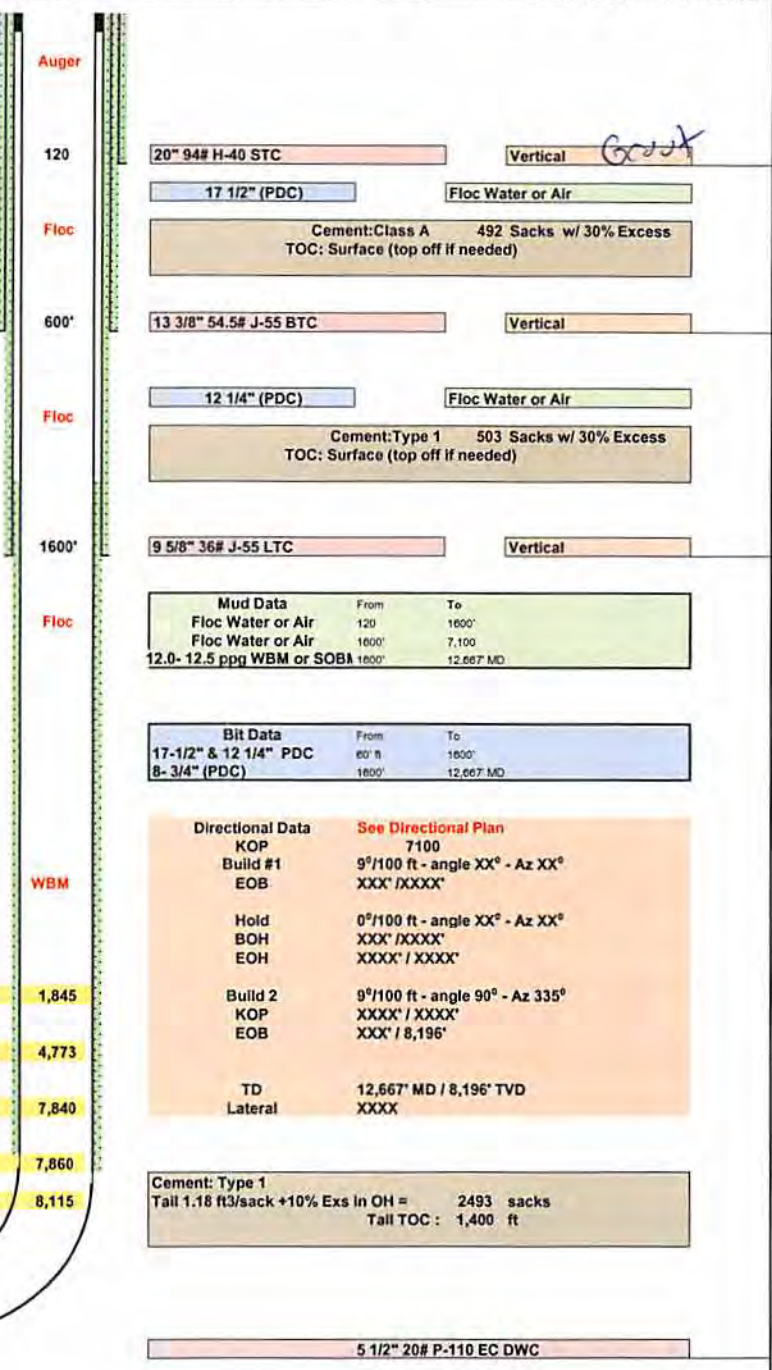 Auger
120
20" 94# H-40 STC Vertical Grout
17 1/2" (PDC) Floc Water or Air
Floc
Cement:Class A 492 Sacks w/ 30% Excess
TOC: Surface (top off if needed)
600' 13 3/8" 54.5# J-55 BTC Vertical
12 1/4" (PDC) Floc Water or Air
Floc
Cement:Type 1 503 Sacks w/ 30% Excess
TOC: Surface (top off if needed)
1600' 9 5/8" 36# J-55 LTC Vertical
Mud Data From To
Floc
Floc Water or Air 120 1600'
Floc Water or Air 1600' 7,100
12.0- 12.5 ppg WBM or SOBM 1600' 12,667' MD
Bit Data From To
17-1/2" & 12 1/4" PDC 60' ft 1600'
8- 3/4" (PDC) 1600' 12,667' MD
Directional Data See Directional Plan
KOP 7100
Build #1 9⁰/100 ft - angle XX⁰ - Az XX⁰
WBM
EOB XXX' /XXXX'
Hold 0⁰/100 ft - angle XX⁰ - Az XX⁰
BOH XXX' /XXXX'
EOH XXXX' / XXXX'
1,845
Build 2 9⁰/100 ft - angle 90⁰ - Az 335⁰
KOP XXXX' / XXXX'
EOB XXX' / 8,196'
4,773
TD 12,667' MD / 8,196' TVD
7,840
Lateral XXXX
7,860
Cement: Type 1
8,115
Tail 1.18 ft3/sack +10% Exs in OH = 2493 sacks
Tail TOC : 1,400 ft
5 1/2" 20# P-110 EC DWC